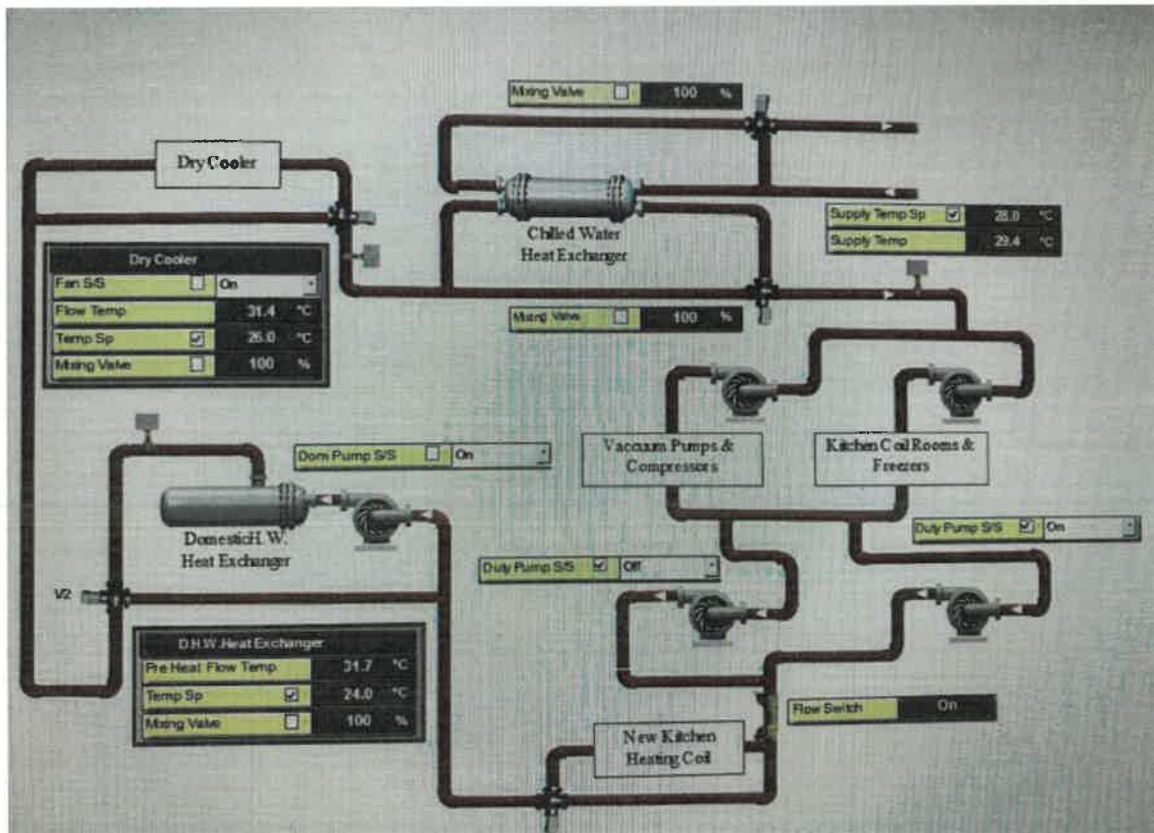 Mixing Valve 100 %
Dry Cooler
Supply Temp Sp 28.0 °C
Supply Temp 29.4 °C
Chilled Water
Heat Exchanger
Dry Cooler
Fan S/S On
Flow Temp 31.4 °C
Temp Sp 26.0 °C
Mixing Valve 100 %
Mixing Valve 100 %
Vacuum Pumps &
Compressors
Kitchen Coil Rooms &
Freezers
Dom Pump S/S On
Domestic H.W.
Heat Exchanger
Duty Pump S/S On
Duty Pump S/S Off
V2
D.H.W. Heat Exchanger
Pre Heat Flow Temp 31.7 °C
Temp Sp 24.0 °C
Mixing Valve 100 %
Flow Switch On
New Kitchen
Heating Coil